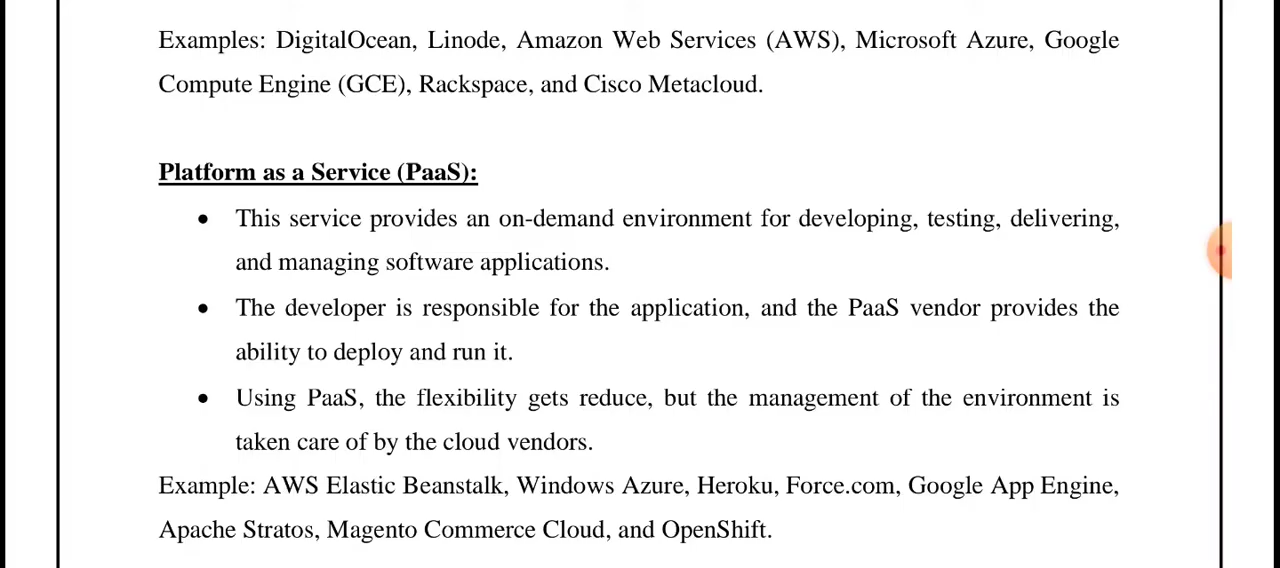 Examples: DigitalOcean, Linode, Amazon Web Services (AWS), Microsoft Azure, Google
Compute Engine (GCE), Rackspace, and Cisco Metacloud.
Platform as a Service (PaaS):
• This service provides an on-demand environment for developing, testing, delivering,
and managing software applications.
• The developer is responsible for the application, and the PaaS vendor provides the
ability to deploy and run it.
• Using PaaS, the flexibility gets reduce, but the management of the environment is
taken care of by the cloud vendors.
Example: AWS Elastic Beanstalk, Windows Azure, Heroku, Force.com, Google App Engine,
Apache Stratos, Magento Commerce Cloud, and OpenShift.